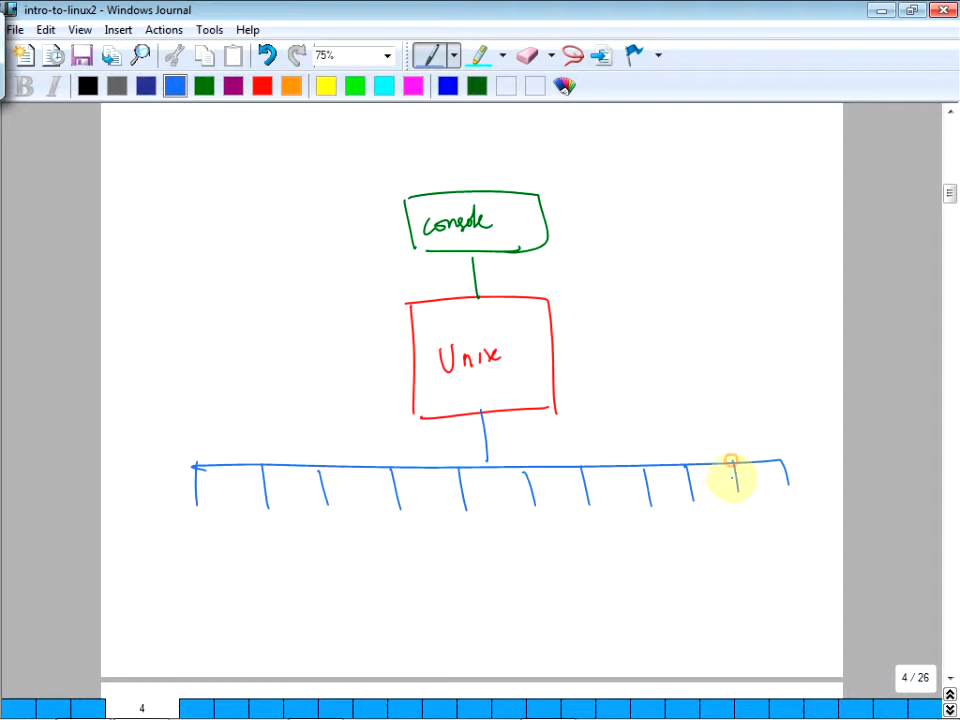 intro-to-linux2 - Windows Journal
File Edit View Insert Actions Tools Help
75%
B I
console
Unix
4 / 26
4